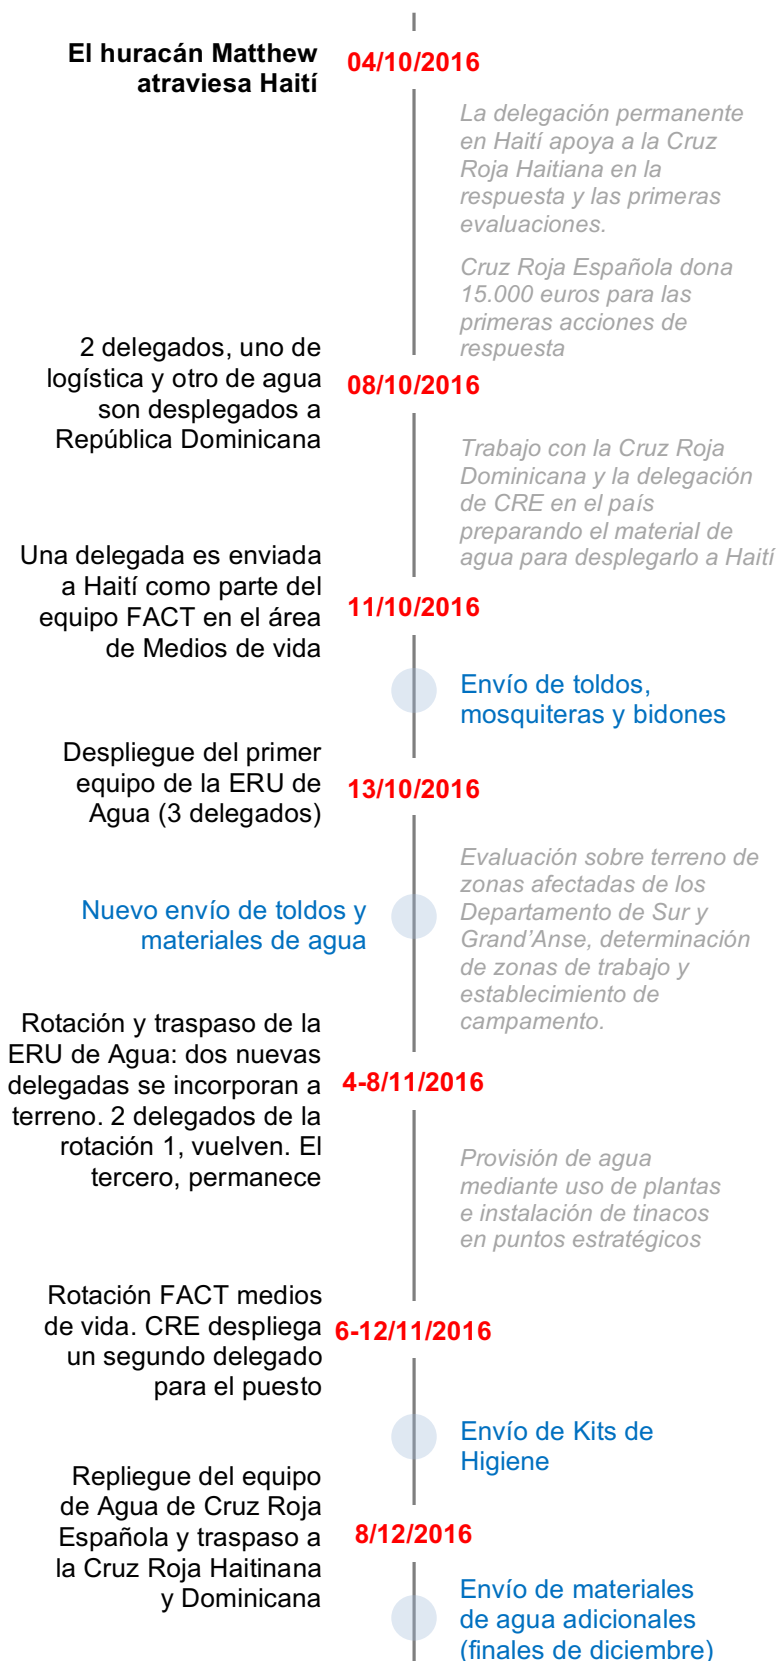 El huracán Matthew
atraviesa Haití
04/10/2016
La delegación permanente
en Haití apoya a la Cruz
Roja Haitiana en la
respuesta y las primeras
evaluaciones.
Cruz Roja Española dona
15.000 euros para las
primeras acciones de
respuesta
2 delegados, uno de
logística y otro de agua
son desplegados a
República Dominicana
08/10/2016
Trabajo con la Cruz Roja
Dominicana y la delegación
de CRE en el país
preparando el material de
agua para desplegarlo a Haití
Una delegada es enviada
a Haití como parte del
equipo FACT en el área
de Medios de vida
11/10/2016
Envío de toldos,
mosquiteras y bidones
Despliegue del primer
equipo de la ERU de
Agua (3 delegados)
13/10/2016
Evaluación sobre terreno de
zonas afectadas de los
Departamento de Sur y
Grand’Anse, determinación
de zonas de trabajo y
establecimiento de
campamento.
Nuevo envío de toldos y
materiales de agua
Rotación y traspaso de la
ERU de Agua: dos nuevas
delegadas se incorporan a
terreno. 2 delegados de la
rotación 1, vuelven. El
tercero, permanece
4-8/11/2016
Provisión de agua
mediante uso de plantas
e instalación de tinacos
en puntos estratégicos
Rotación FACT medios
de vida. CRE despliega
un segundo delegado
para el puesto
6-12/11/2016
Envío de Kits de
Higiene
Repliegue del equipo
de Agua de Cruz Roja
Española y traspaso a
la Cruz Roja Haitinana
y Dominicana
8/12/2016
Envío de materiales
de agua adicionales
(finales de diciembre)